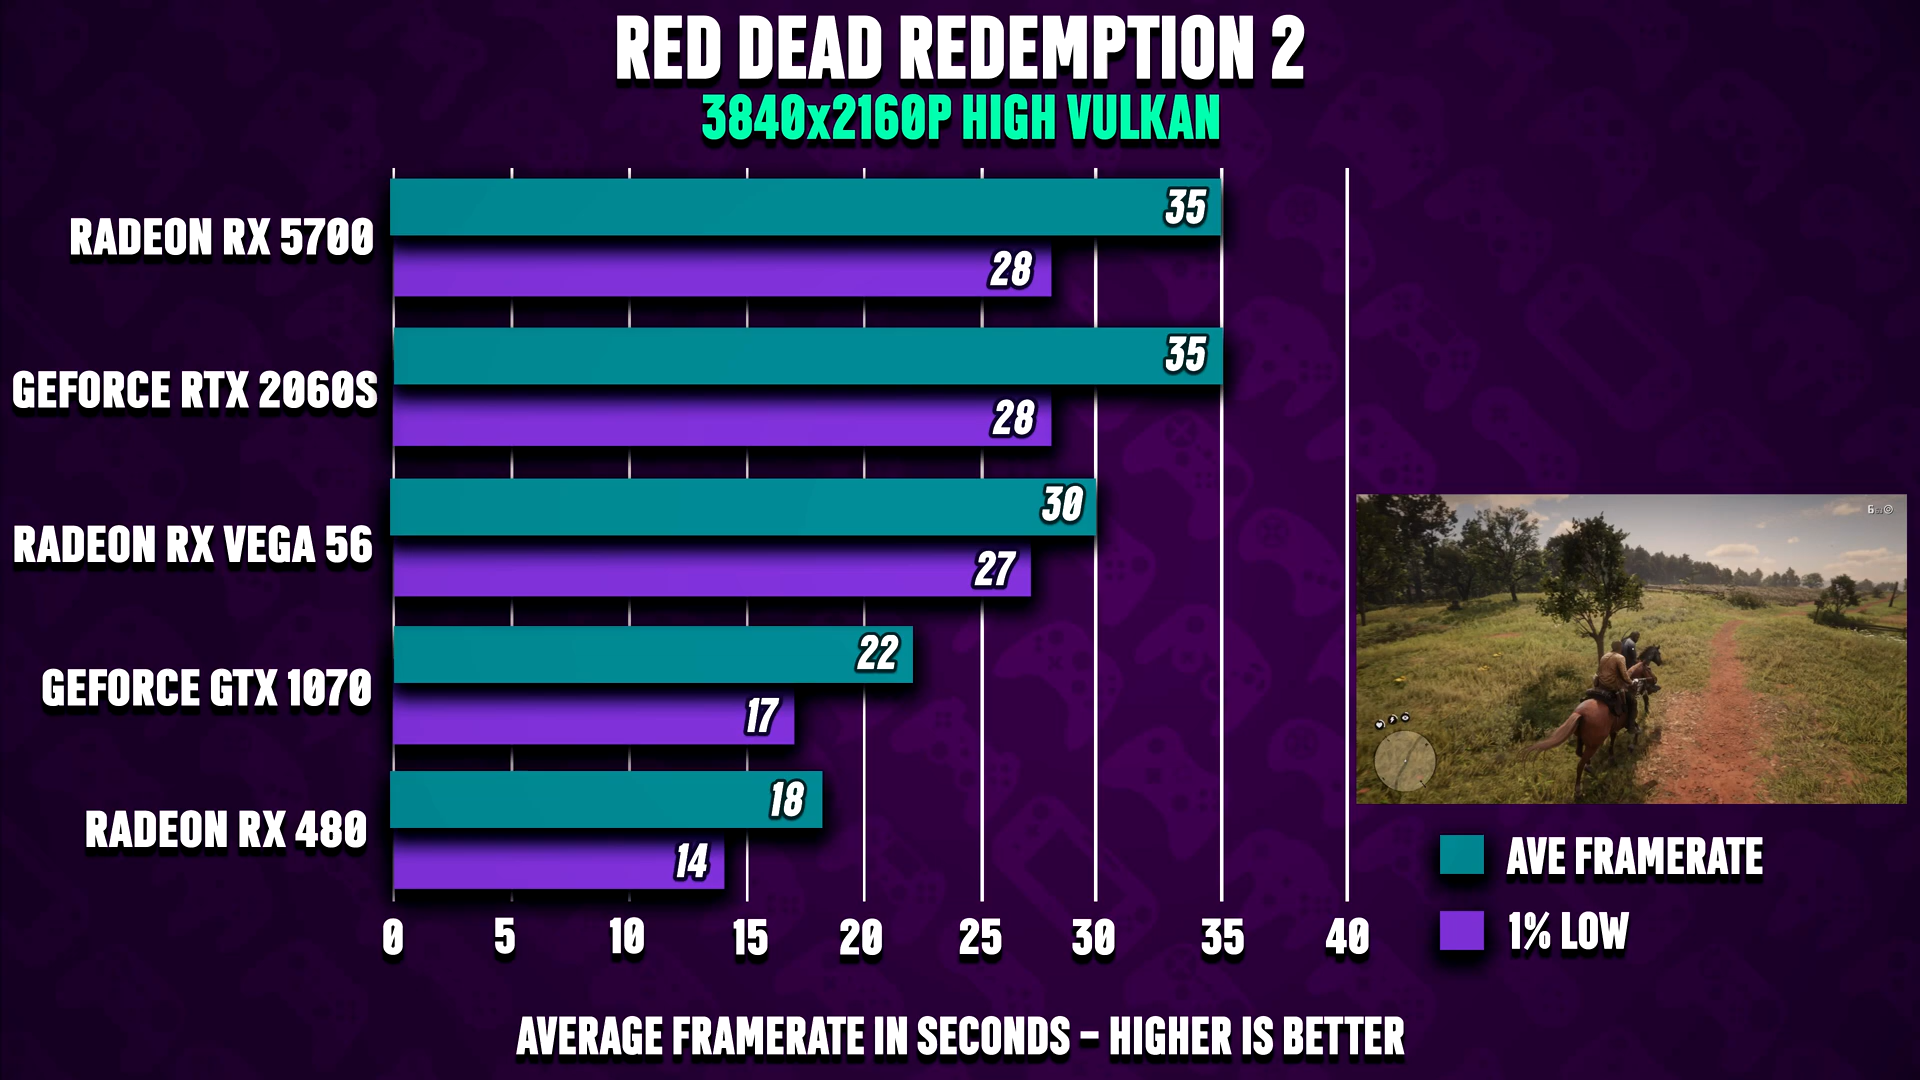 RED DEAD REDEMPTION 2
3840x2160P HIGH VULKAN
RADEON RX 5700
35
28
GEFORCE RTX 2060S
35
28
RADEON RX VEGA 56
30
27
GEFORCE GTX 1070
22
17
RADEON RX 480
18
14
0 5 10 15 20 25 30 35 40
AVE FRAMERATE
1% LOW
AVERAGE FRAMERATE IN SECONDS - HIGHER IS BETTER